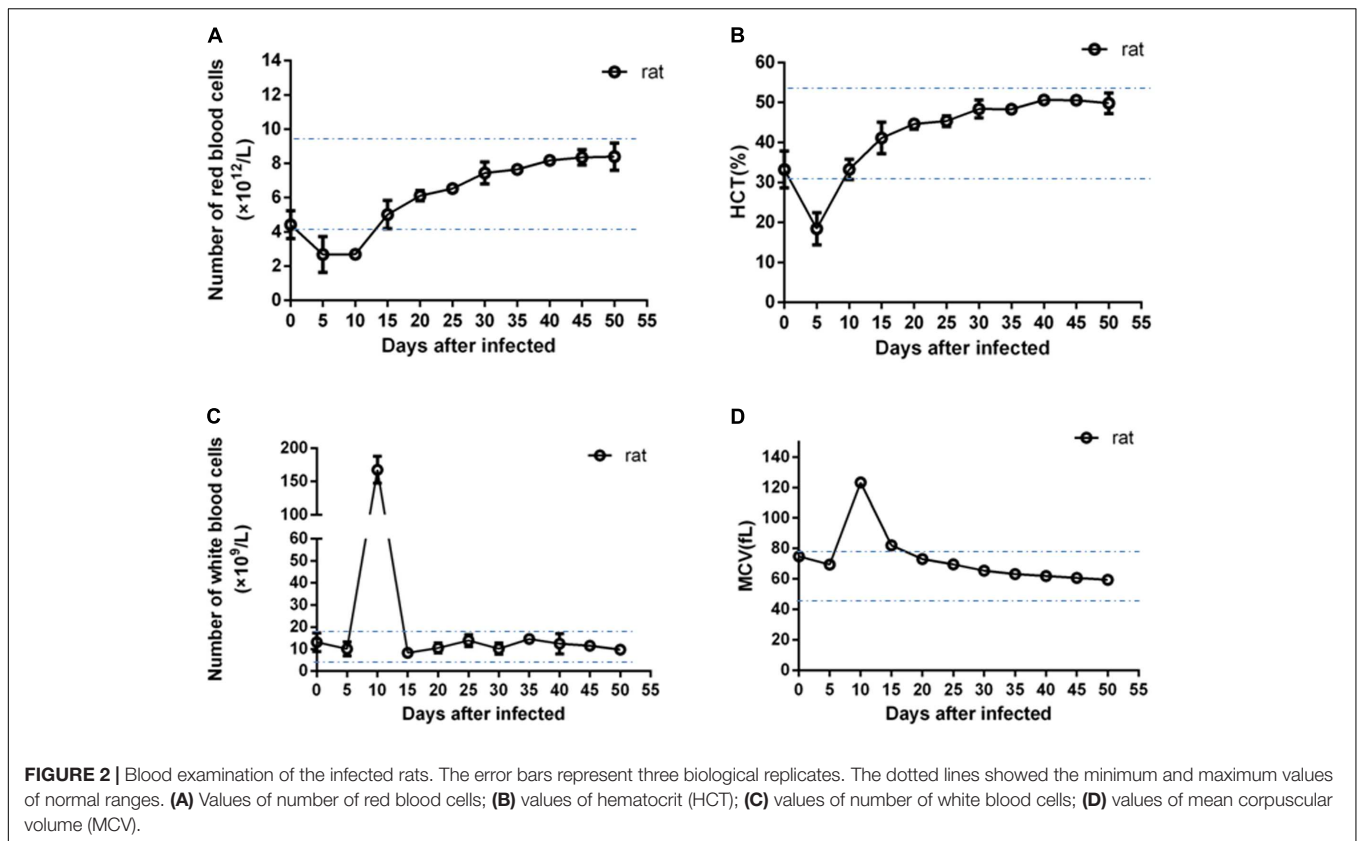 A
rat
Number of red blood cells
(×10¹²/L)
14
12
10
8
6
4
2
0
0 5 10 15 20 25 30 35 40 45 50 55
Days after infected
B
rat
HCT(%)
60
50
40
30
20
10
0
0 5 10 15 20 25 30 35 40 45 50 55
Days after infected
C
rat
Number of white blood cells
(×10⁹/L)
200
150
100
60
50
40
30
20
10
0
0 5 10 15 20 25 30 35 40 45 50 55
Days after infected
D
rat
MCV(fL)
140
120
100
80
60
40
20
0
0 5 10 15 20 25 30 35 40 45 50 55
Days after infected
FIGURE 2 | Blood examination of the infected rats. The error bars represent three biological replicates. The dotted lines showed the minimum and maximum values
of normal ranges. (A) Values of number of red blood cells; (B) values of hematocrit (HCT); (C) values of number of white blood cells; (D) values of mean corpuscular
volume (MCV).